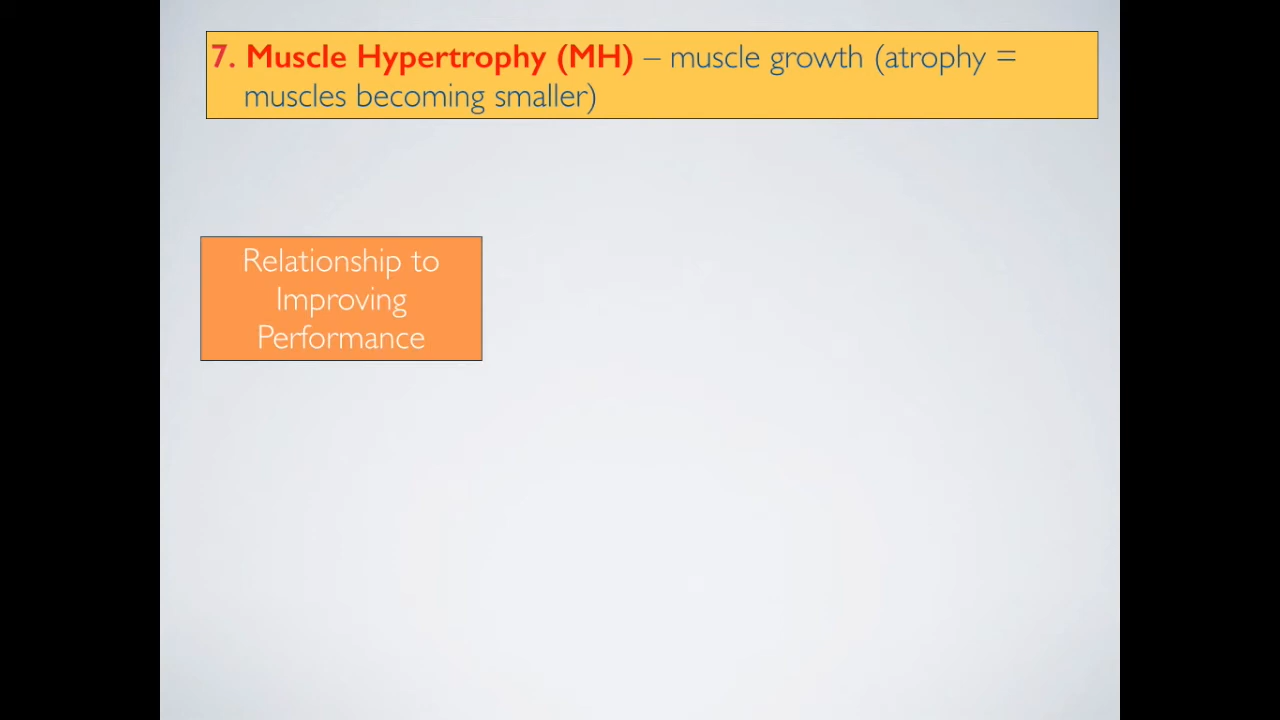 7. Muscle Hypertrophy (MH) – muscle growth (atrophy =
muscles becoming smaller)
Relationship to
Improving
Performance